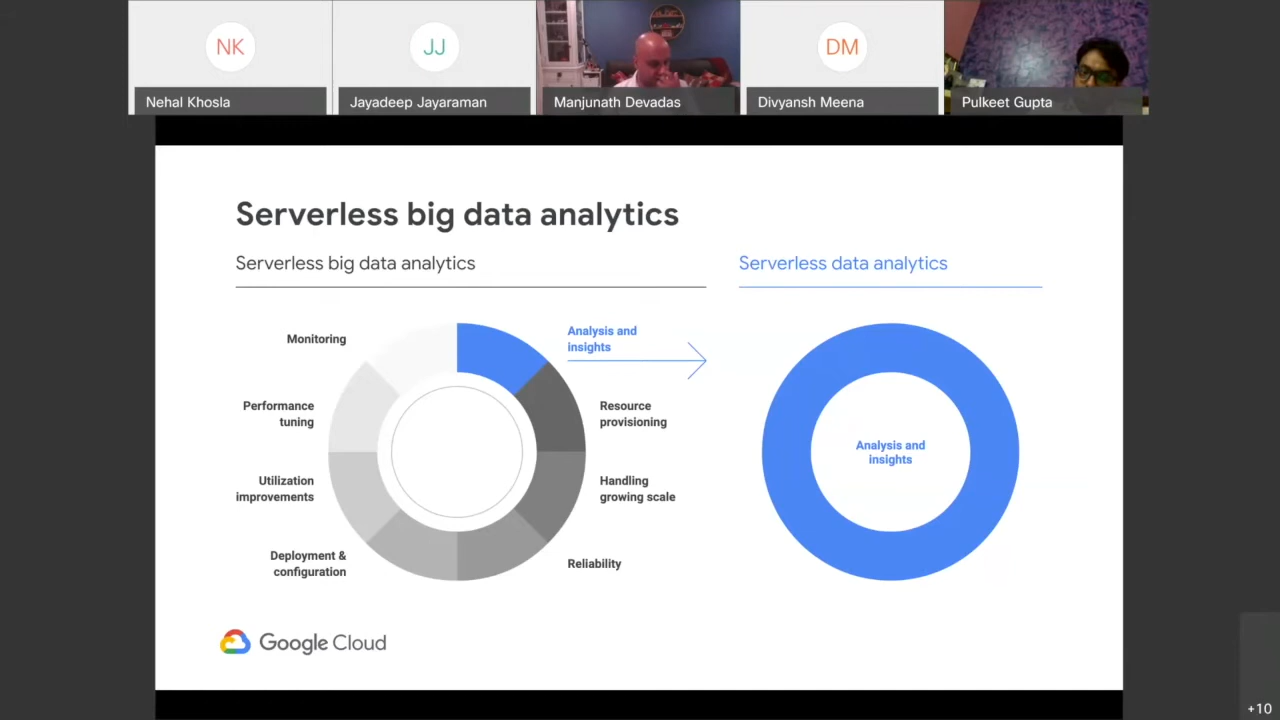 NK
JJ
DM
Nehal Khosla
Jayadeep Jayaraman
Manjunath Devadas
Divyansh Meena
Pulkeet Gupta
Serverless big data analytics
Serverless big data analytics
Serverless data analytics
Monitoring
Analysis and
insights
Performance
tuning
Resource
provisioning
Utilization
improvements
Handling
growing scale
Deployment &
configuration
Reliability
Analysis and
insights
Google Cloud
+10